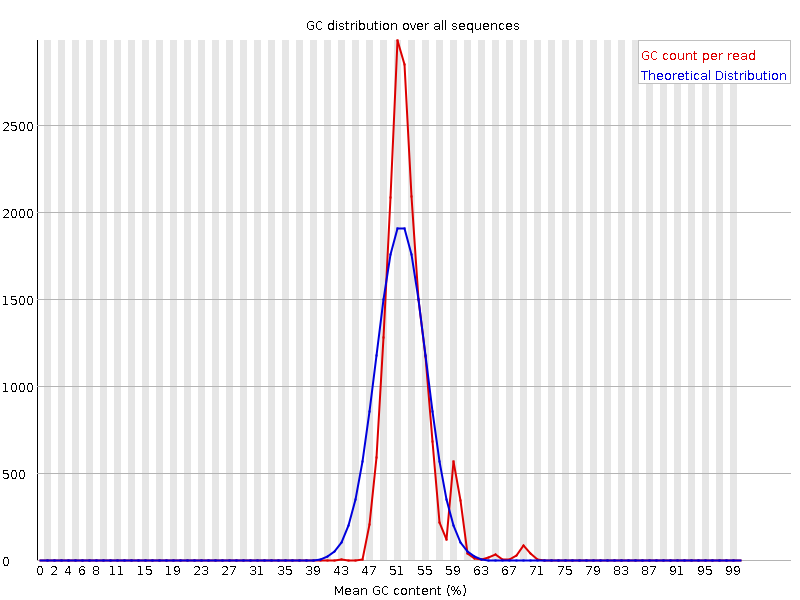 GC distribution over all sequences
GC count per read
Theoretical Distribution
2500
2000
1500
1000
500
0
0 2 4 6 8 11 15 19 23 27 31 35 39 43 47 51 55 59 63 67 71 75 79 83 87 91 95 99
Mean GC content (%)